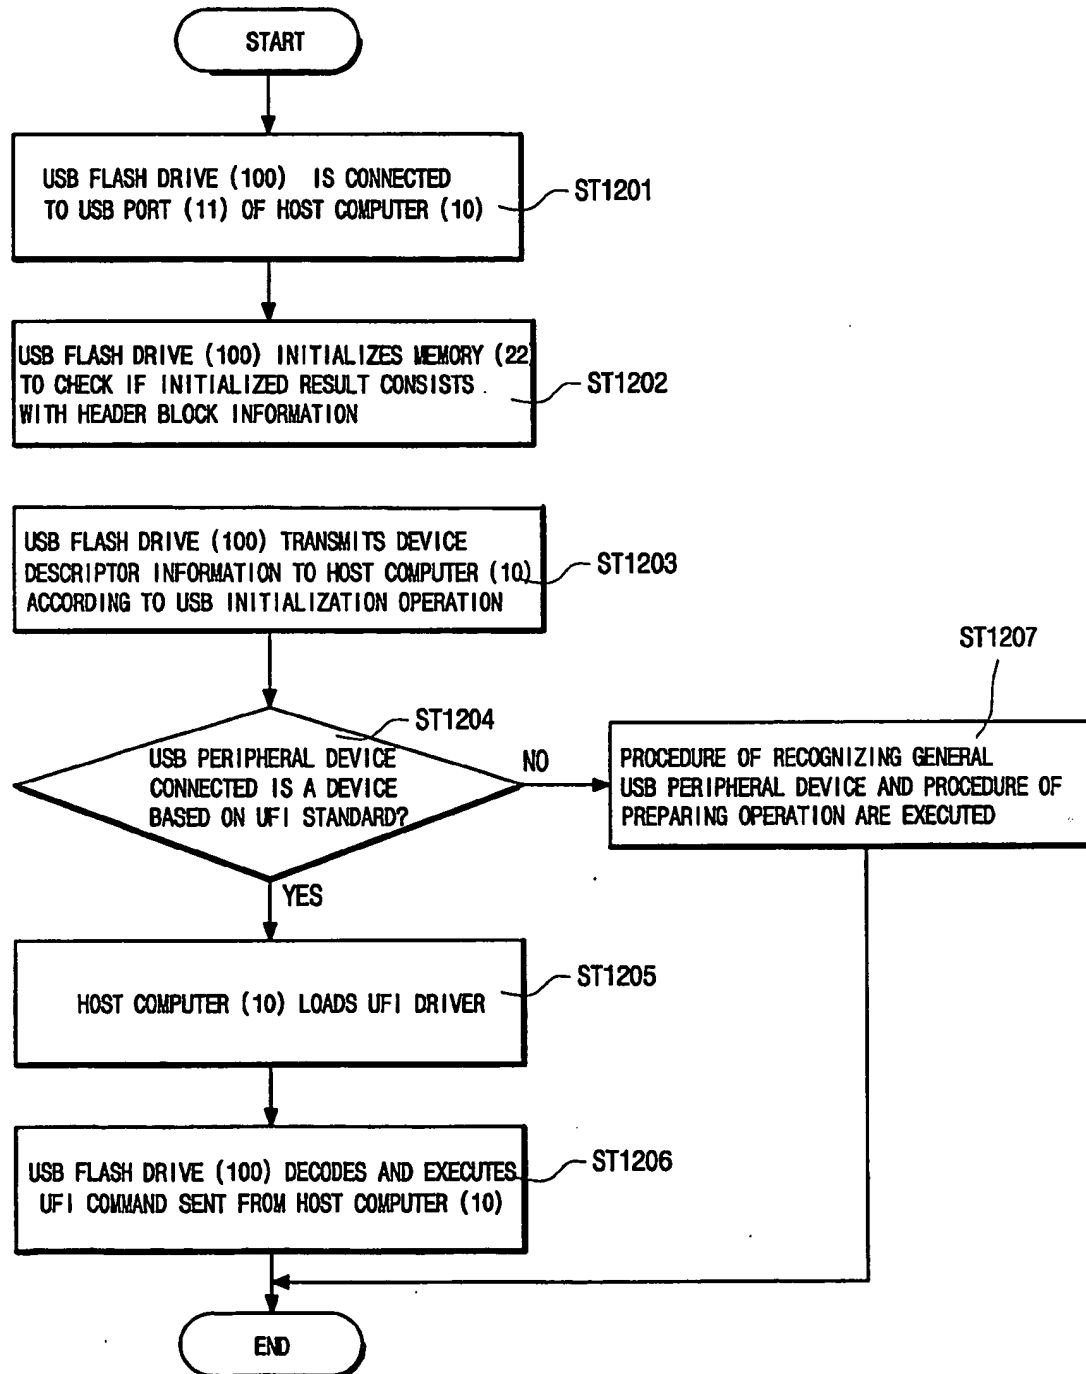 START
USB FLASH DRIVE (100) IS CONNECTED
TO USB PORT (11) OF HOST COMPUTER (10)
ST1201
USB FLASH DRIVE (100) INITIALIZES MEMORY (22)
TO CHECK IF INITIALIZED RESULT CONSISTS
WITH HEADER BLOCK INFORMATION
ST1202
USB FLASH DRIVE (100) TRANSMITS DEVICE
DESCRIPTOR INFORMATION TO HOST COMPUTER (10)
ACCORDING TO USB INITIALIZATION OPERATION
ST1203
ST1204
USB PERIPHERAL DEVICE
CONNECTED IS A DEVICE
BASED ON UFI STANDARD?
NO
YES
ST1207
PROCEDURE OF RECOGNIZING GENERAL
USB PERIPHERAL DEVICE AND PROCEDURE OF
PREPARING OPERATION ARE EXECUTED
HOST COMPUTER (10) LOADS UFI DRIVER
ST1205
USB FLASH DRIVE (100) DECODES AND EXECUTES
UFI COMMAND SENT FROM HOST COMPUTER (10)
ST1206
END